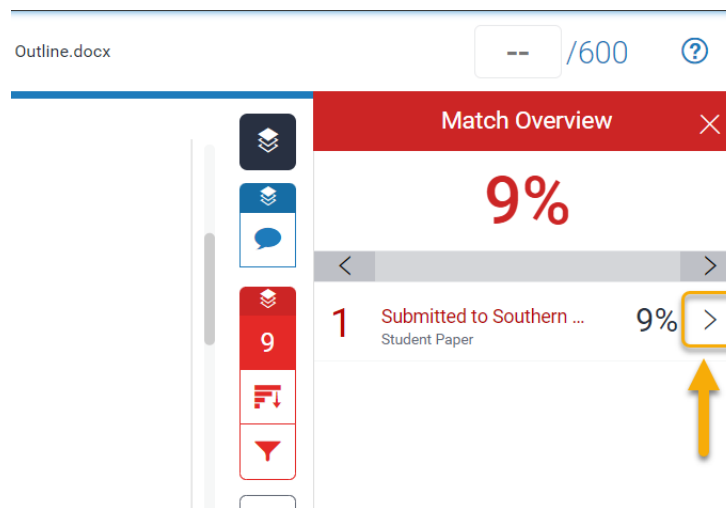 Outline.docx
-- /600
Match Overview
9%
1 Submitted to Southern ... 9%
Student Paper
9